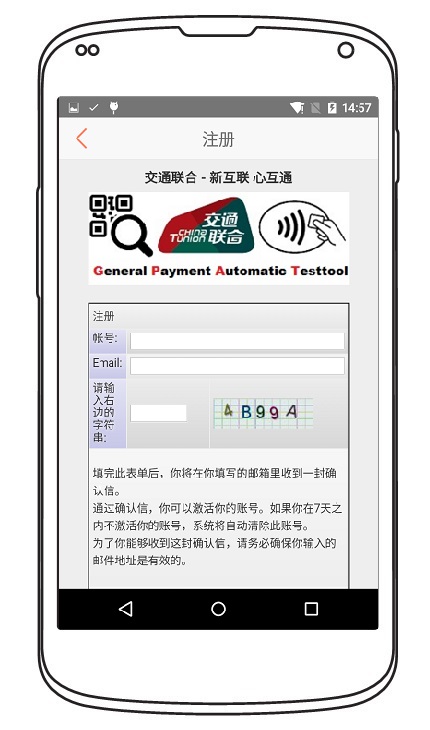 14:57
注册
交通联合 - 新互联 心互通
交通
CHINA
T-UNION 联合
General Payment Automatic Testtool
注册
帐号:
Email:
请输
入右
边的
字符
串:
4B99A
填完此表单后，你将在你填写的邮箱里收到一封确
认信。
通过确认信，你可以激活你的账号。如果你在7天之
内不激活你的账号，系统将自动清除此账号。
为了你能够收到这封确认信，请务必确保你输入的
邮件地址是有效的。